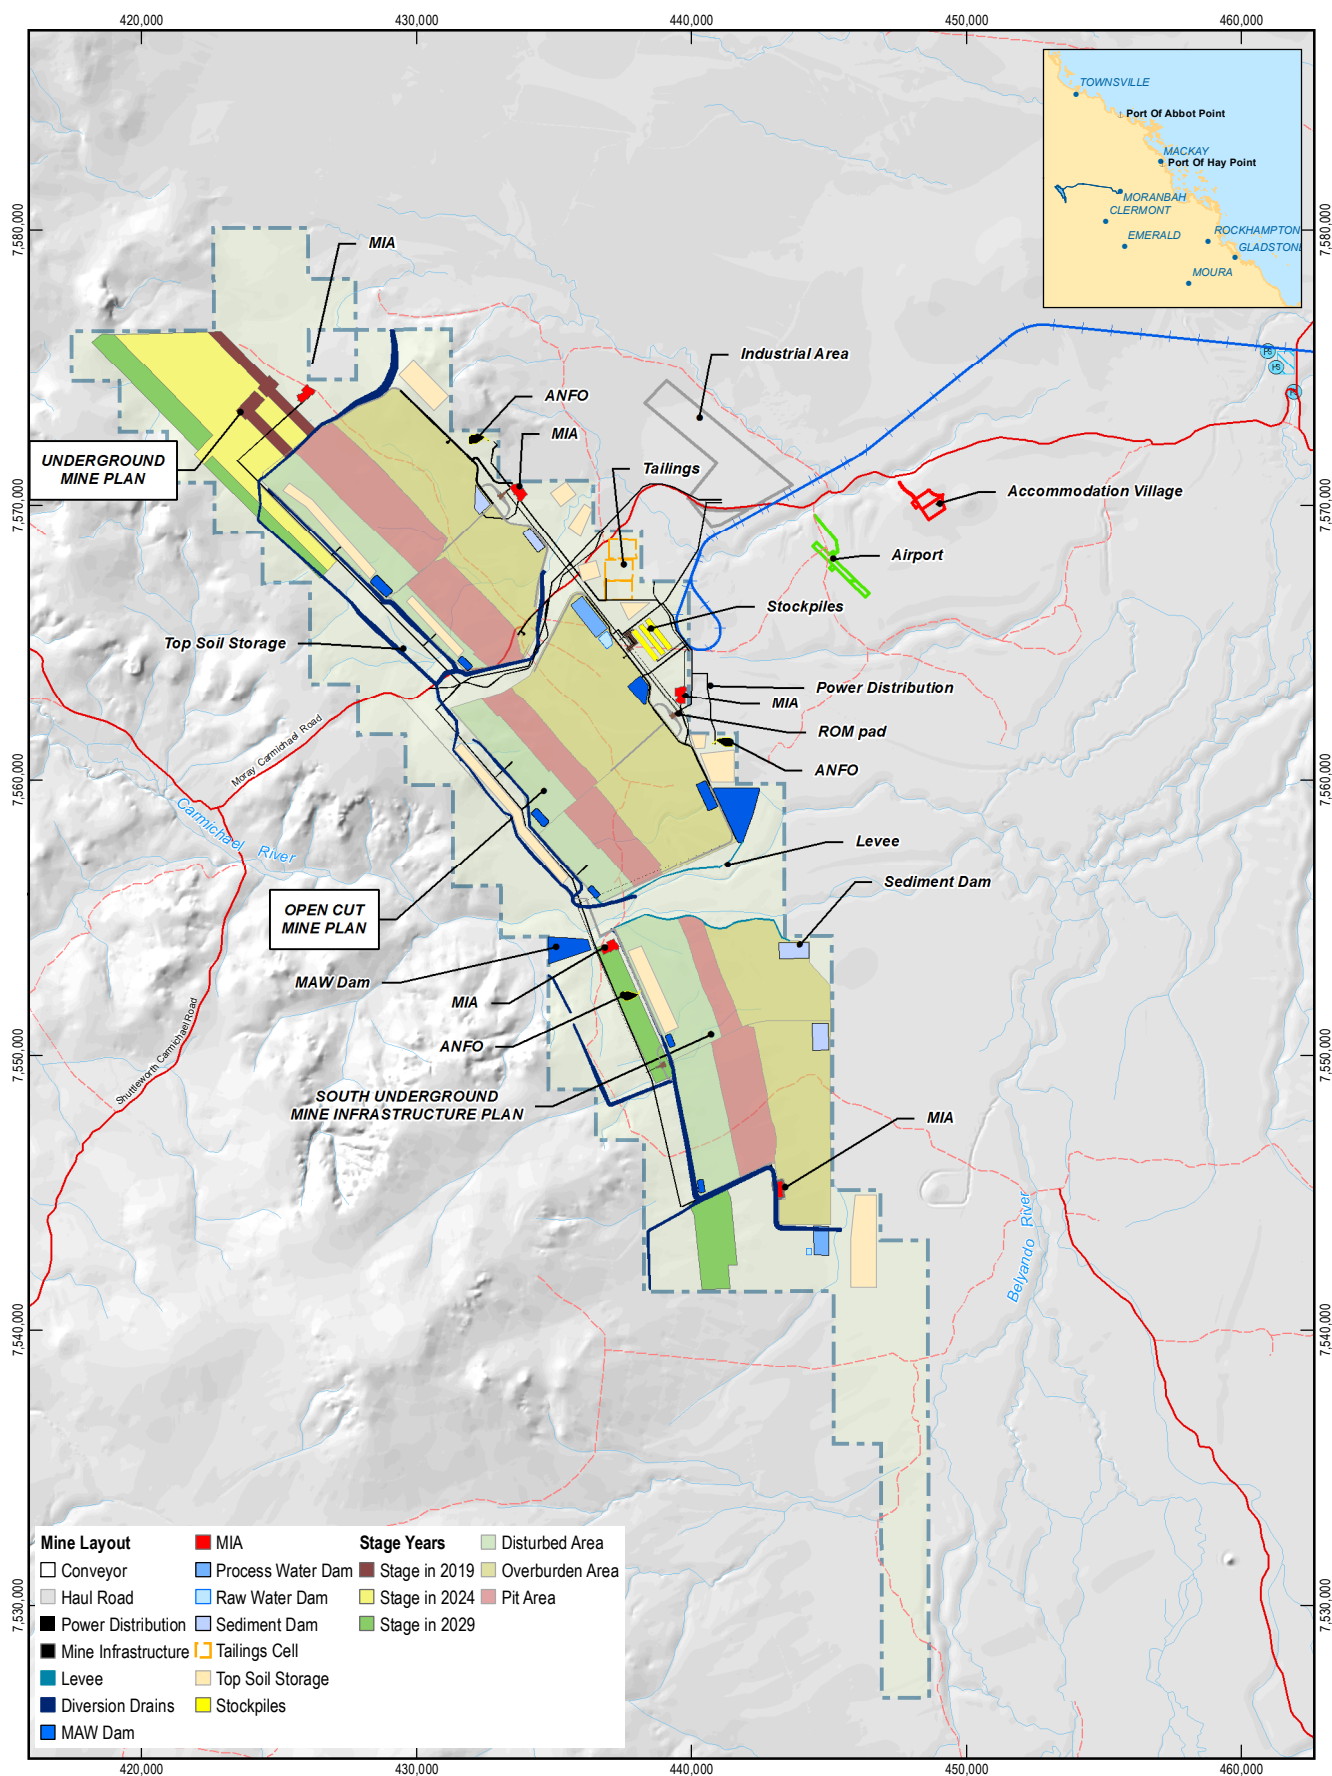 420,000
430,000
440,000
450,000
460,000
TOWNSVILLE
Port Of Abbot Point
MACKAY
Port Of Hay Point
MORANBAH
CLERMONT
EMERALD
ROCKHAMPTON
GLADSTONE
MOURA
7,580,000
7,580,000
MIA
Industrial Area
PS
PS
ANFO
MIA
UNDERGROUND
MINE PLAN
Tailings
Accommodation Village
7,570,000
7,570,000
Airport
Stockpiles
Top Soil Storage
Power Distribution
MIA
ROM pad
Moray Carmichael Road
ANFO
7,560,000
7,560,000
Carmichael River
Levee
Sediment Dam
OPEN CUT
MINE PLAN
MAW Dam
MIA
ANFO
Shuttleworth Carmichael Road
7,550,000
7,550,000
SOUTH UNDERGROUND
MINE INFRASTRUCTURE PLAN
MIA
Belyando River
7,540,000
7,540,000
7,530,000
7,530,000
Mine Layout
Conveyor
Haul Road
Power Distribution
Mine Infrastructure
Levee
Diversion Drains
MAW Dam
MIA
Process Water Dam
Raw Water Dam
Sediment Dam
Tailings Cell
Top Soil Storage
Stockpiles
Stage Years
Stage in 2019
Stage in 2024
Stage in 2029
Disturbed Area
Overburden Area
Pit Area
420,000
430,000
440,000
450,000
460,000